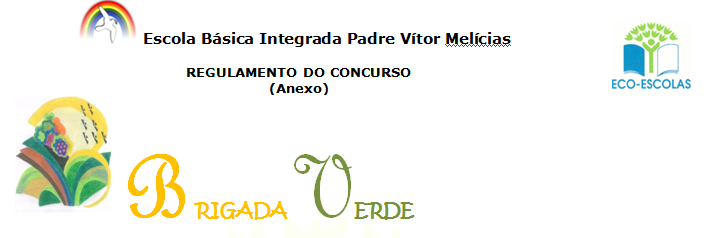 Escola Básica Integrada Padre Vítor Melícias
REGULAMENTO DO CONCURSO
(Anexo)
ECO-ESCOLAS
BRIGADA VERDE